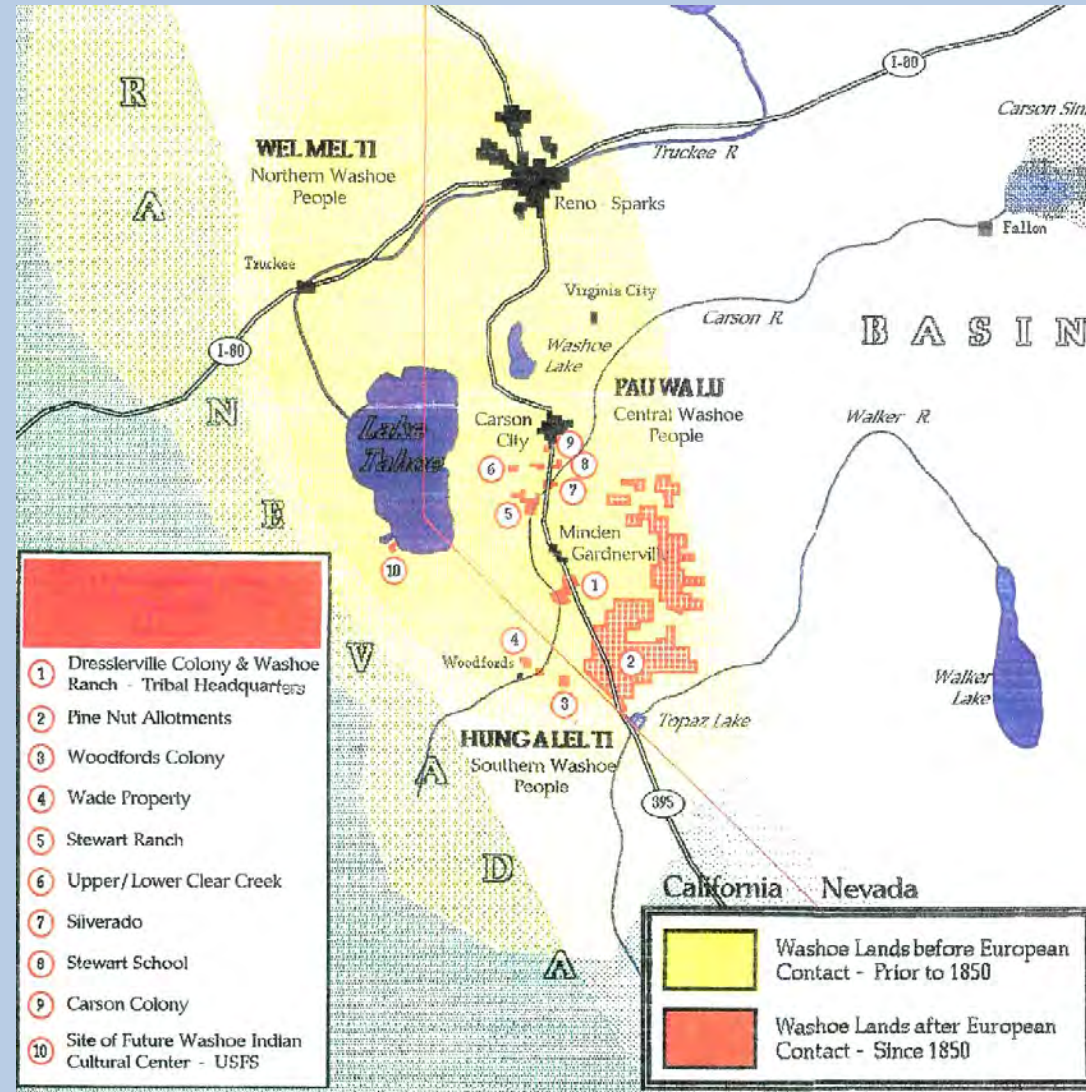 I-80
Carson Sin
R
WEL MEL TI
Northern Washoe
People
Truckee R
A
Reno - Sparks
Fallon
Truckee
Virginia City
Carson R.
BASIN
I-80
Washoe
Lake
PAU WALU
Central Washoe
People
N
Walker R.
Lake
Tahoe
Carson
City
9
6
8
7
5
E
Minden
Gardnerville
10
1
4
Woodfords
V
2
3
Walker
Lake
Topaz Lake
HUNGALEL TI
Southern Washoe
People
A
395
D
California
Nevada
A
1 Dresslerville Colony & Washoe
Ranch - Tribal Headquarters
2 Pine Nut Allotments
3 Woodfords Colony
4 Wade Property
5 Stewart Ranch
6 Upper/Lower Clear Creek
7 Silverado
8 Stewart School
9 Carson Colony
10 Site of Future Washoe Indian
Cultural Center - USFS
Washoe Lands before European
Contact - Prior to 1850
Washoe Lands after European
Contact - Since 1850